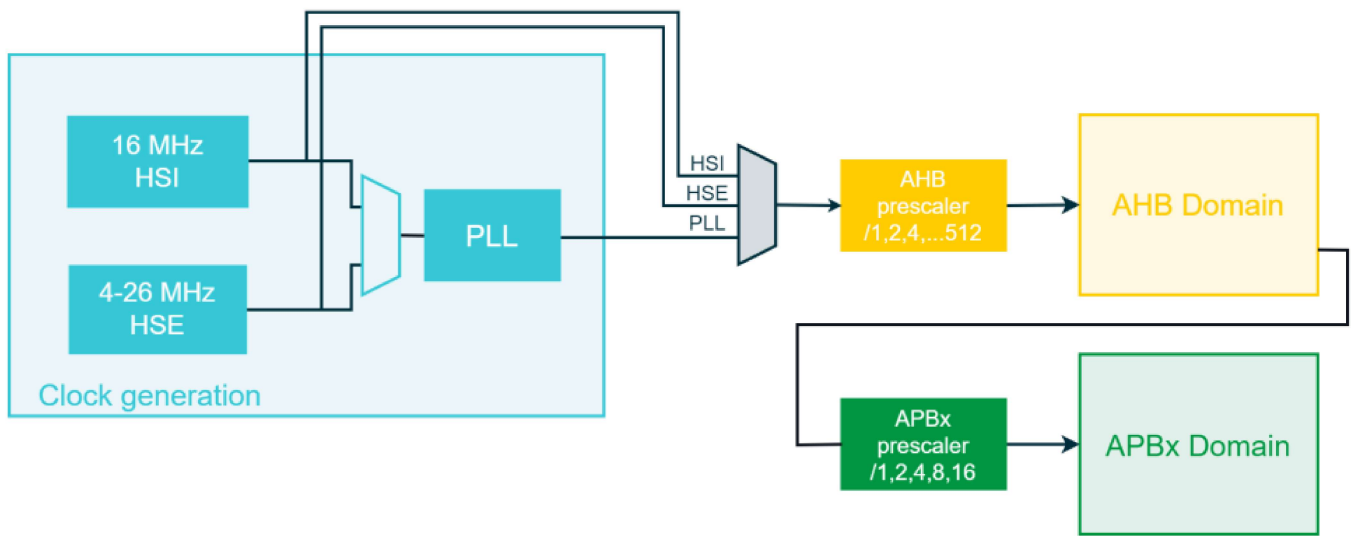 16 MHz
HSI
4-26 MHz
HSE
PLL
Clock generation
HSI
HSE
PLL
AHB
prescaler
/1,2,4,...512
AHB Domain
APBx
prescaler
/1,2,4,8,16
APBx Domain